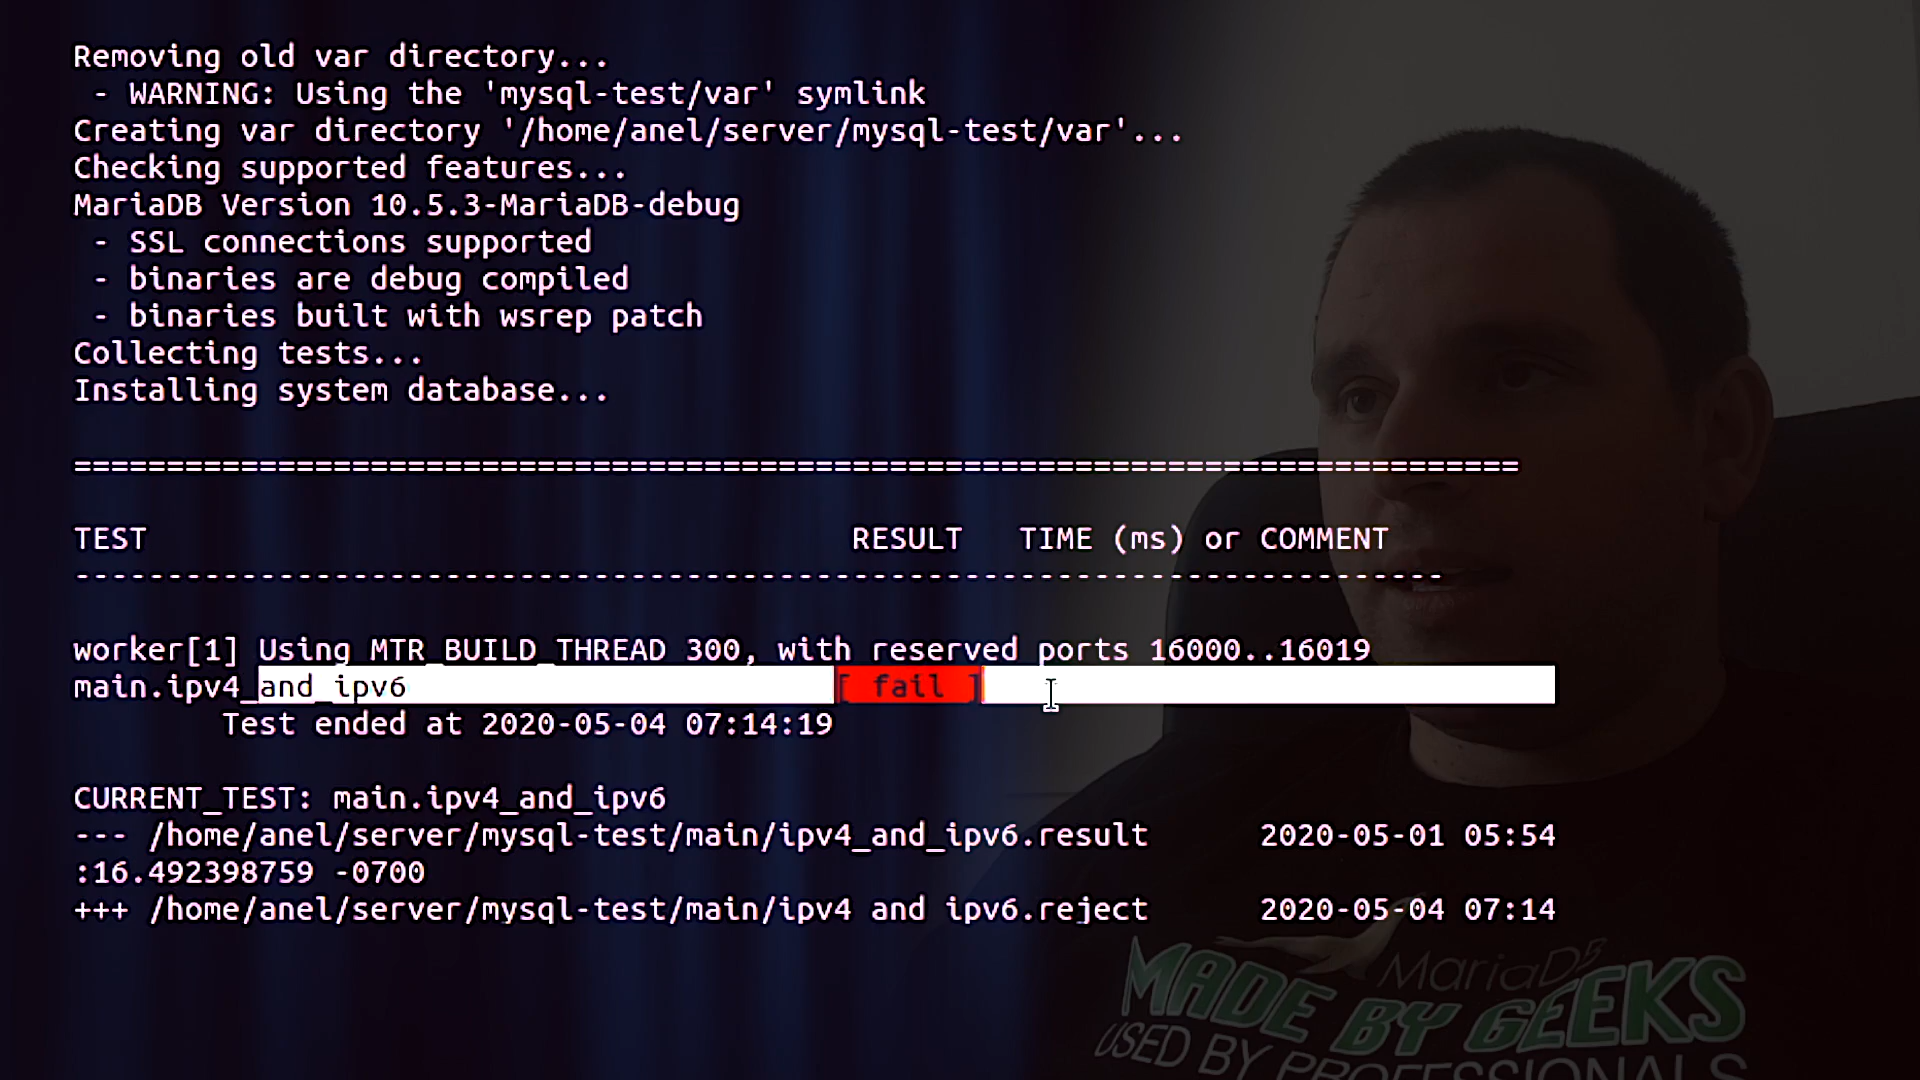 Removing old var directory...
 - WARNING: Using the 'mysql-test/var' symlink
Creating var directory '/home/anel/server/mysql-test/var'...
Checking supported features...
MariaDB Version 10.5.3-MariaDB-debug
 - SSL connections supported
 - binaries are debug compiled
 - binaries built with wsrep patch
Collecting tests...
Installing system database...
==============================================================================
TEST                                      RESULT   TIME (ms) or COMMENT
--------------------------------------------------------------------------
worker[1] Using MTR_BUILD_THREAD 300, with reserved ports 16000..16019
main.ipv4_and_ipv6                       [ fail ]
        Test ended at 2020-05-04 07:14:19
CURRENT_TEST: main.ipv4_and_ipv6
--- /home/anel/server/mysql-test/main/ipv4_and_ipv6.result      2020-05-01 05:54
:16.492398759 -0700
+++ /home/anel/server/mysql-test/main/ipv4 and ipv6.reject      2020-05-04 07:14
MariaDB
MADE BY GEEKS
USED BY PROFESSIONALS